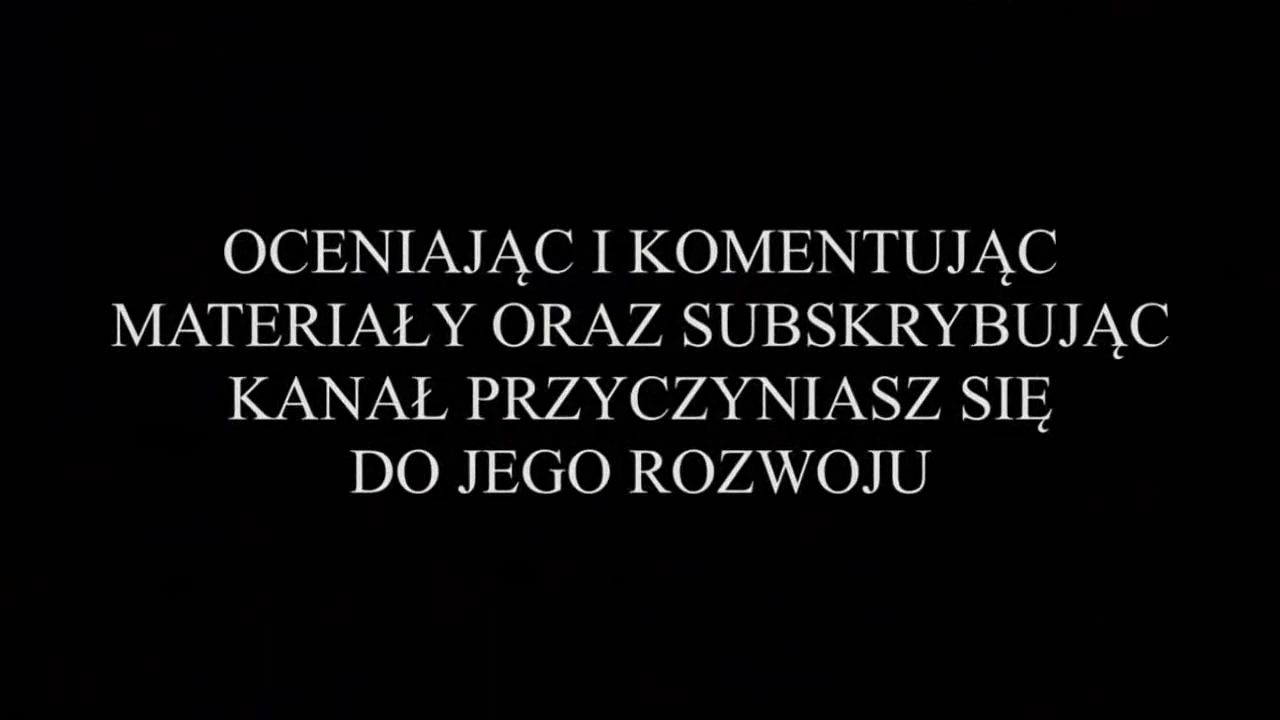 OCENIAJĄC I KOMENTUJĄC
MATERIAŁY ORAZ SUBSKRYBUJĄC
KANAŁ PRZYCZYNIASZ SIĘ
DO JEGO ROZWOJU